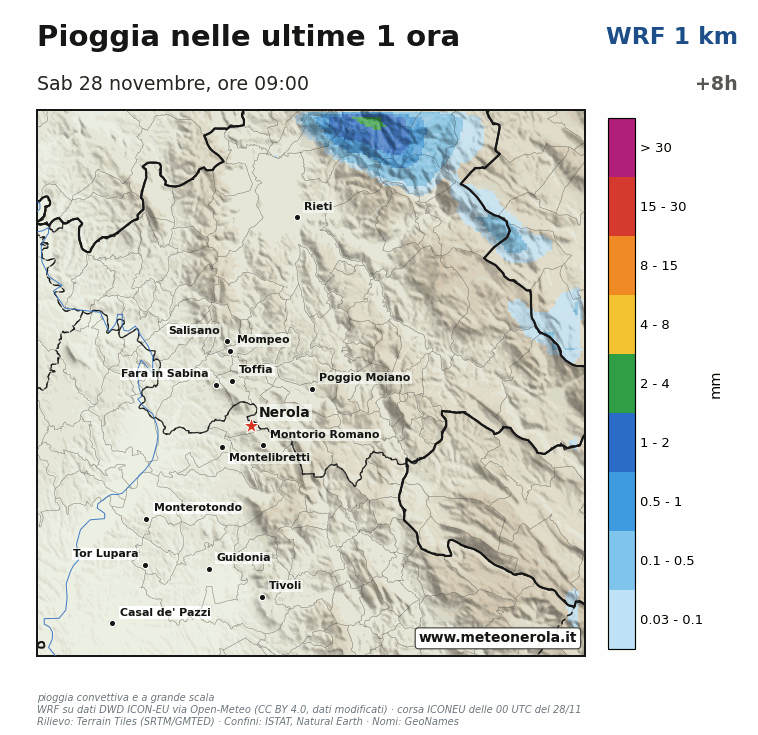 Pioggia nelle ultime 1 ora
WRF 1 km
Sab 28 novembre, ore 09:00
+8h
Rieti
Salisano
Mompeo
Fara in Sabina
Toffia
Poggio Moiano
Nerola
Montorio Romano
Montelibretti
Monterotondo
Tor Lupara
Guidonia
Tivoli
Casal de' Pazzi
www.meteonerola.it
> 30
15 - 30
8 - 15
4 - 8
2 - 4
1 - 2
0.5 - 1
0.1 - 0.5
0.03 - 0.1
mm
pioggia convettiva e a grande scala
WRF su dati DWD ICON-EU via Open-Meteo (CC BY 4.0, dati modificati) · corsa ICONEU delle 00 UTC del 28/11
Rilievo: Terrain Tiles (SRTM/GMTED) · Confini: ISTAT, Natural Earth · Nomi: GeoNames